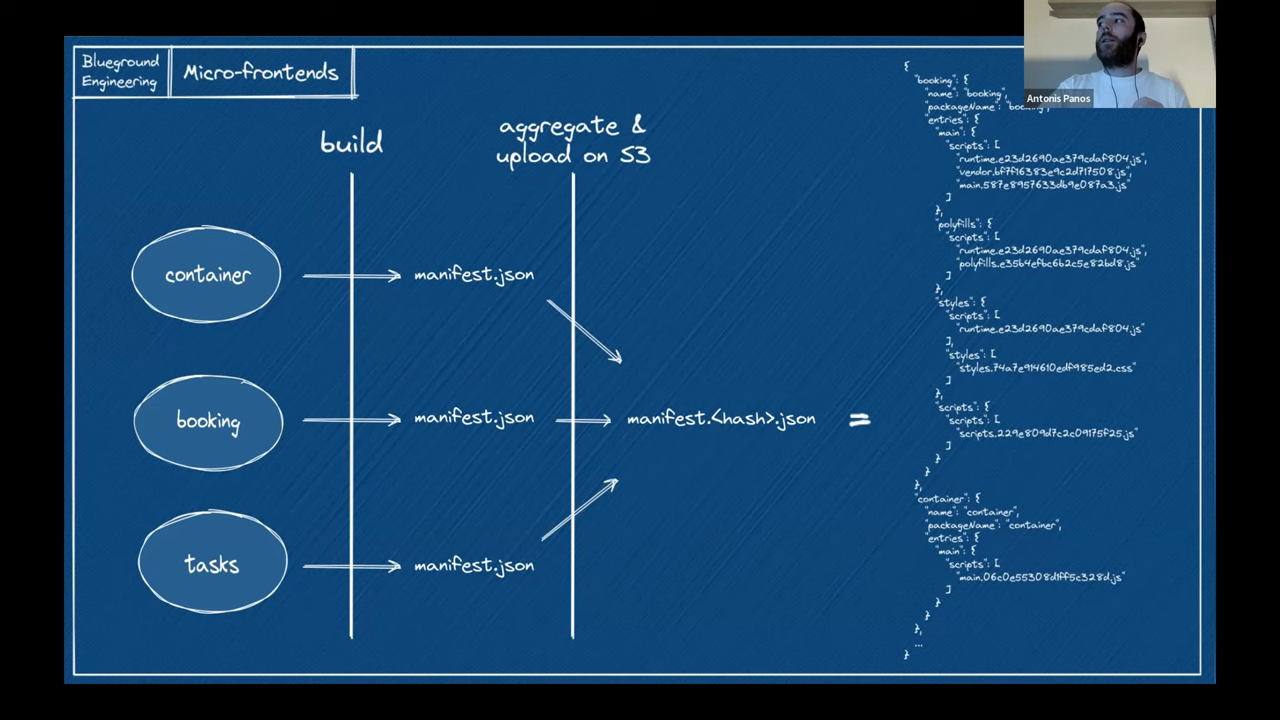 Blueground
Engineering
Micro-frontends
build
aggregate &
upload on S3
container
manifest.json
booking
manifest.json
manifest.<hash>.json
=
tasks
manifest.json
{
"booking": {
"name": "booking",
"packageName": "booking",
"entries": {
"main": {
"scripts": [
"runtime.e23d2690ae379cdaf804.js",
"vendor.bf7f16383e9c2d717508.js",
"main.587e8957633db9e087a3.js"
]
},
"polyfills": {
"scripts": [
"runtime.e23d2690ae379cdaf804.js",
"polyfills.e35b4efbc6b2c5e82bd8.js"
]
},
"styles": {
"scripts": [
"runtime.e23d2690ae379cdaf804.js"
],
"styles": [
"styles.74a7e914610edf985ed2.css"
]
},
"scripts": {
"scripts": [
"scripts.229e809d7c2c09175f25.js"
]
}
}
},
"container": {
"name": "container",
"packageName": "container",
"entries": {
"main": {
"scripts": [
"main.06c0e55308d1ff5c328d.js"
]
}
}
},
...
}
Antonis Panos